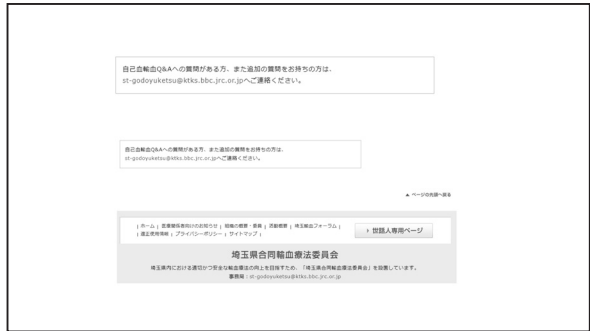 自己血輸血Q&Aへの質問がある方、また追加の質問をお持ちの方は、
st-godoyuketsu@ktks.bbc.jrc.or.jpへご連絡ください。
自己血輸血Q&Aへの質問がある方、また追加の質問をお持ちの方は、
st-godoyuketsu@ktks.bbc.jrc.or.jpへご連絡ください。
▲ ページの先頭へ戻る
| ホーム | 医療関係者向けのお知らせ | 組織の概要・委員 | 活動概要 | 埼玉輸血フォーラム |
| 適正使用情報 | プライバシーポリシー | サイトマップ |
› 世話人専用ページ
埼玉県合同輸血療法委員会
埼玉県内における適切かつ安全な輸血療法の向上を目指すため、「埼玉県合同輸血療法委員会」を設置しています。
事務局：st-godoyuketsu@ktks.bbc.jrc.or.jp